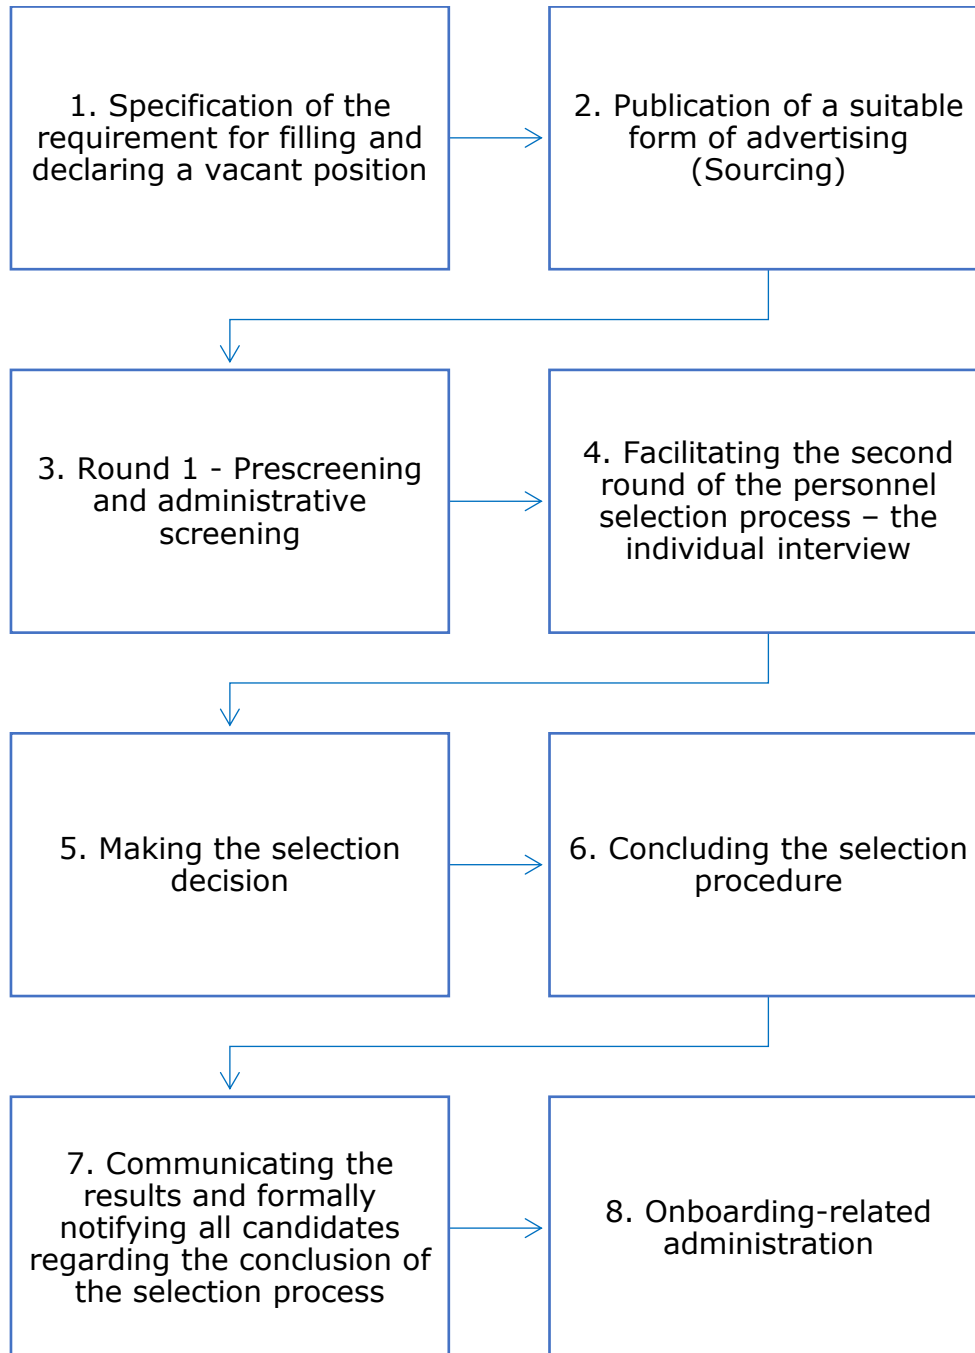 1. Specification of the
requirement for filling and
declaring a vacant position
2. Publication of a suitable
form of advertising
(Sourcing)
3. Round 1 - Prescreening
and administrative
screening
4. Facilitating the second
round of the personnel
selection process – the
individual interview
5. Making the selection
decision
6. Concluding the selection
procedure
7. Communicating the
results and formally
notifying all candidates
regarding the conclusion of
the selection process
8. Onboarding-related
administration